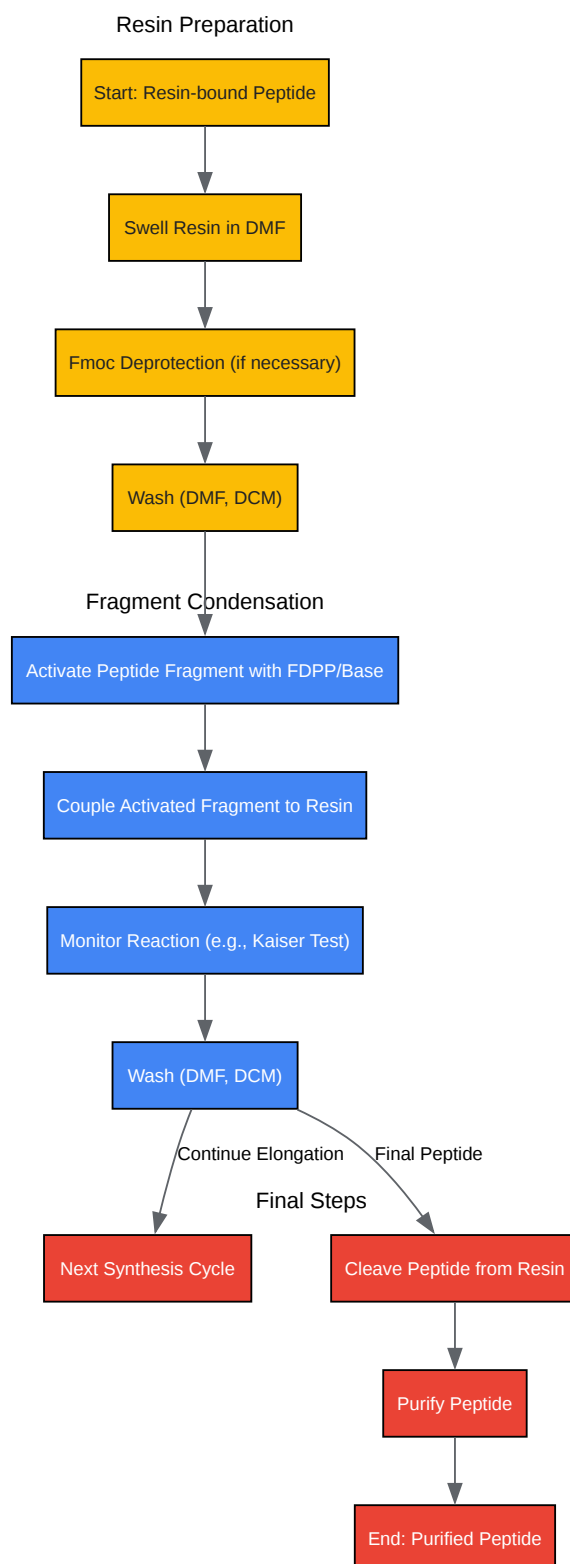 Resin Preparation
Start: Resin-bound Peptide
Swell Resin in DMF
Fmoc Deprotection (if necessary)
Wash (DMF, DCM)
Fragment Condensation
Activate Peptide Fragment with FDPP/Base
Couple Activated Fragment to Resin
Monitor Reaction (e.g., Kaiser Test)
Wash (DMF, DCM)
Continue Elongation
Final Peptide
Final Steps
Next Synthesis Cycle
Cleave Peptide from Resin
Purify Peptide
End: Purified Peptide